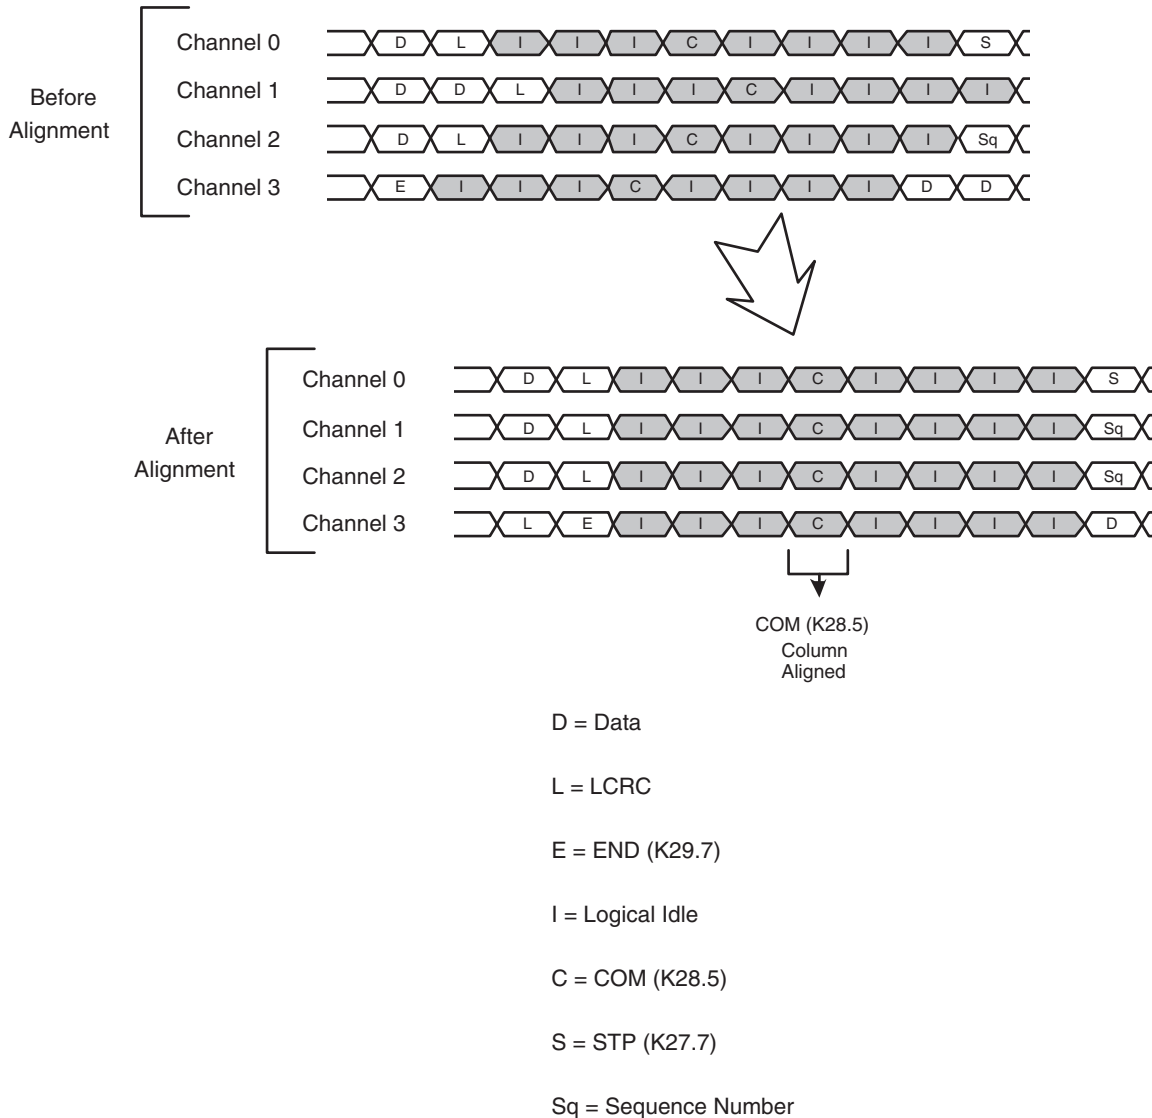 Before
Alignment
Channel 0 D L I I I C I I I I S
Channel 1 D D L I I I C I I I I
Channel 2 D L I I I C I I I I Sq
Channel 3 E I I I C I I I I D D
After
Alignment
Channel 0 D L I I I C I I I I S
Channel 1 D L I I I C I I I I Sq
Channel 2 D L I I I C I I I I Sq
Channel 3 L E I I I C I I I I D
COM (K28.5)
Column
Aligned
D = Data
L = LCRC
E = END (K29.7)
I = Logical Idle
C = COM (K28.5)
S = STP (K27.7)
Sq = Sequence Number